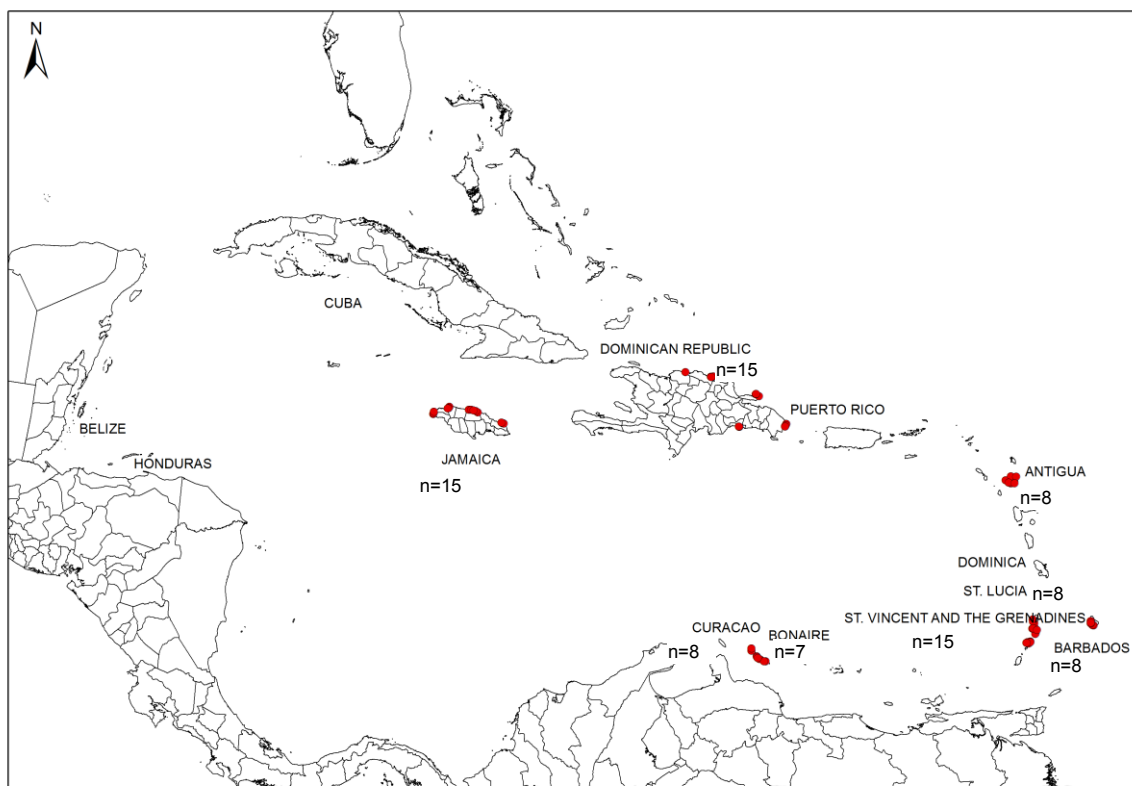 N
CUBA
DOMINICAN REPUBLIC
n=15
PUERTO RICO
BELIZE
HONDURAS
JAMAICA
n=15
ANTIGUA
n=8
DOMINICA
ST. LUCIA n=8
ST. VINCENT AND THE GRENADINES
n=15
CURACAO
n=8
BONAIRE
n=7
BARBADOS
n=8